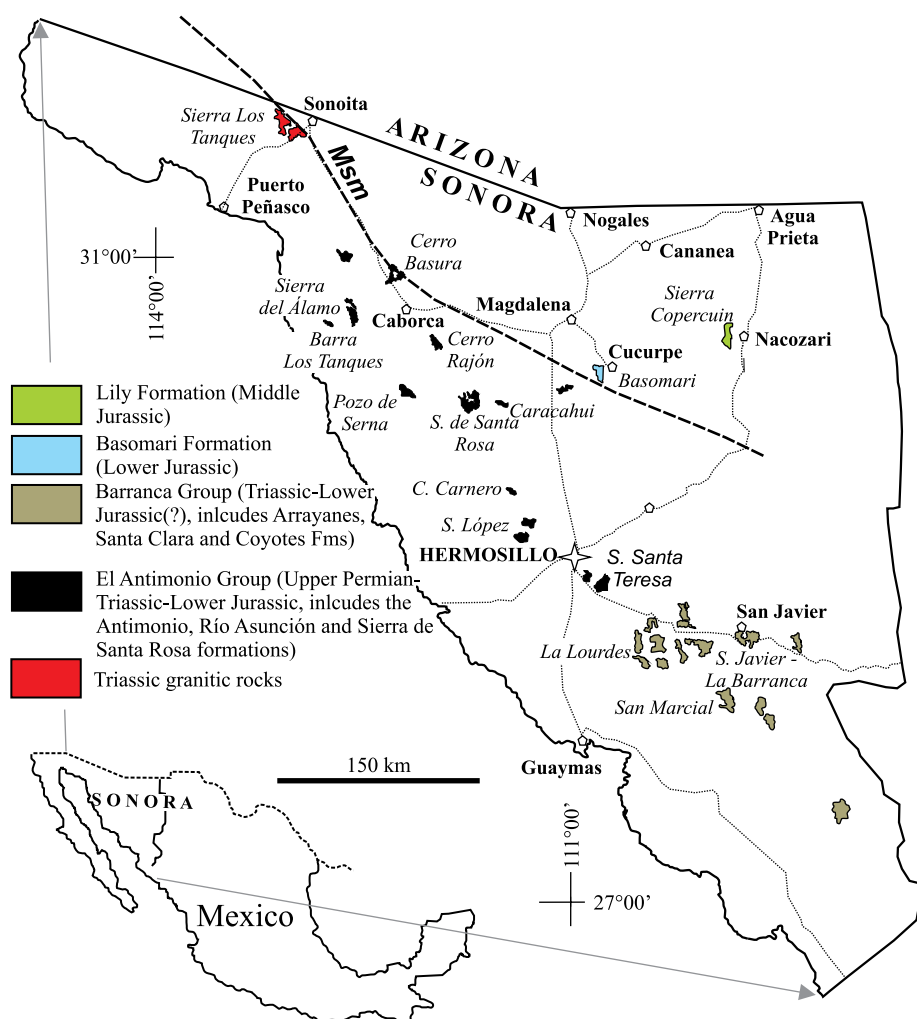 Sonoita
Sierra Los
Tanques
ARIZONA
SONORA
Msm
Puerto
Peñasco
Nogales
Agua
Prieta
Cananea
31°00’
114°00’
Cerro
Basura
Sierra
del Álamo
Magdalena
Sierra
Copercuin
Caborca
Barra
Los Tanques
Cerro
Rajón
Nacozari
Cucurpe
Basomari
Pozo de
Serna
S. de Santa
Rosa
Caracahui
Lily Formation (Middle
Jurassic)
Basomari Formation
(Lower Jurassic)
Barranca Group (Triassic-Lower
Jurassic(?), inlcudes Arrayanes,
Santa Clara and Coyotes Fms)
El Antimonio Group (Upper Permian-
Triassic-Lower Jurassic, inlcudes the
Antimonio, Río Asunción and Sierra de
Santa Rosa formations)
Triassic granitic rocks
C. Carnero
S. López
HERMOSILLO
S. Santa
Teresa
San Javier
La Lourdes
S. Javier -
La Barranca
San Marcial
Guaymas
150 km
111°00’
27°00’
SONORA
Mexico